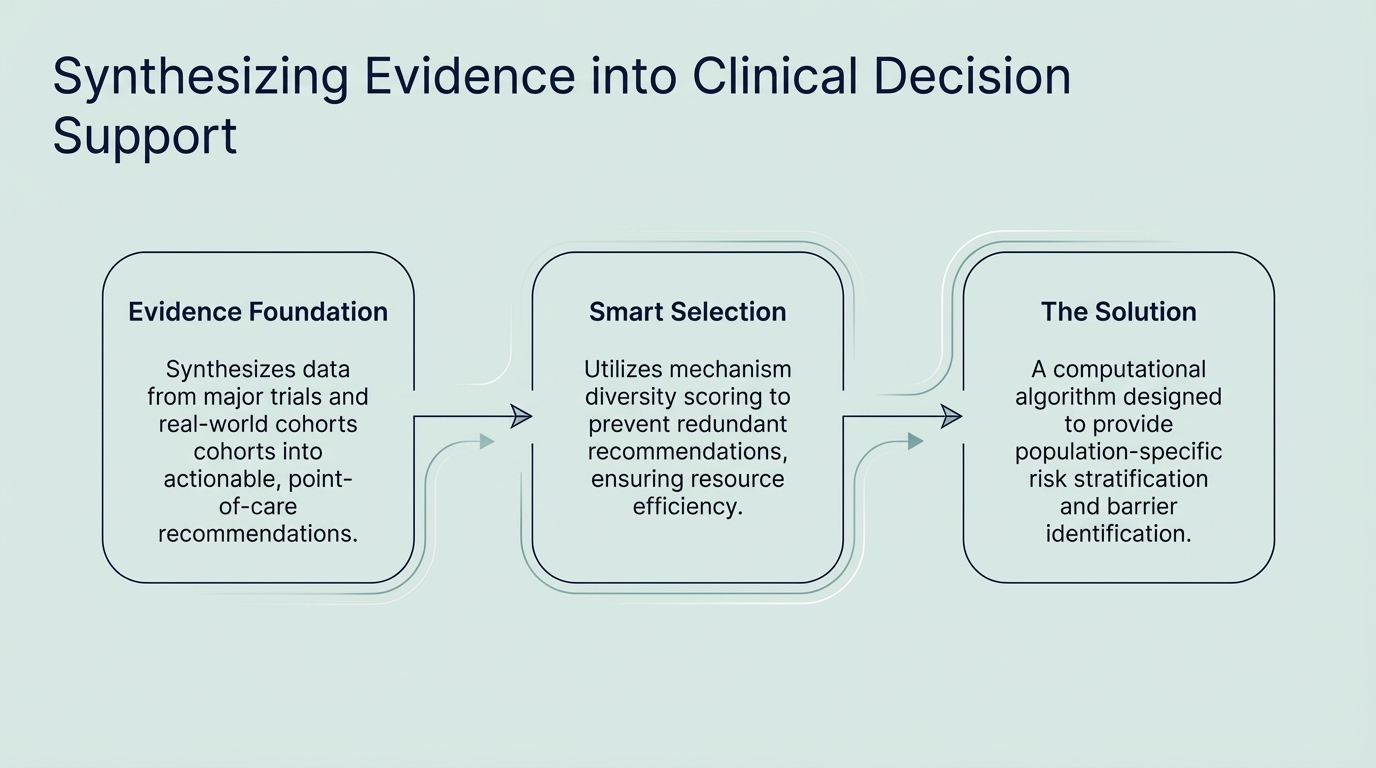 Synthesizing Evidence into Clinical Decision
Support
Evidence Foundation
Synthesizes data
from major trials and
real-world cohorts
cohorts into
actionable, point-
of-care
recommendations.
Smart Selection
Utilizes mechanism
diversity scoring to
prevent redundant
recommendations,
ensuring resource
efficiency.
The Solution
A computational
algorithm designed
to provide
population-specific
risk stratification
and barrier
identification.